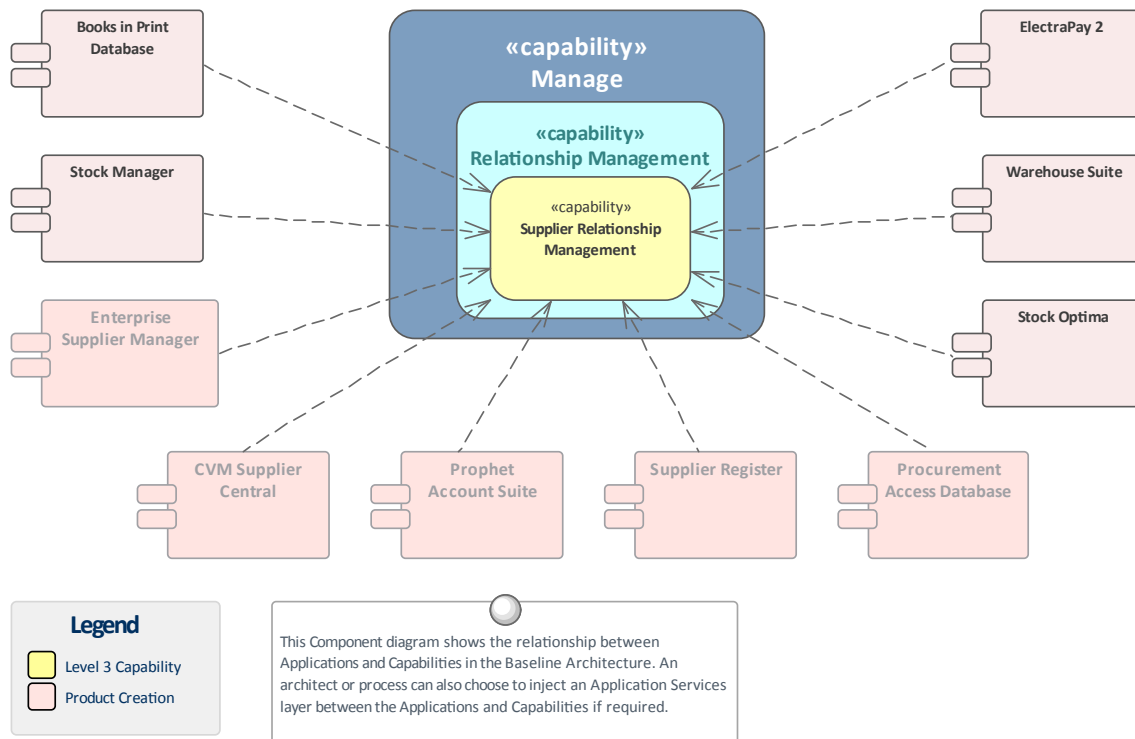 Books in Print
Database
«capability»
Manage
ElectraPay 2
«capability»
Relationship Management
Stock Manager
Warehouse Suite
«capability»
Supplier Relationship
Management
Enterprise
Supplier Manager
Stock Optima
CVM Supplier
Central
Prophet
Account Suite
Supplier Register
Procurement
Access Database
Legend
Level 3 Capability
Product Creation
This Component diagram shows the relationship between
Applications and Capabilities in the Baseline Architecture. An
architect or process can also choose to inject an Application Services
layer between the Applications and Capabilities if required.